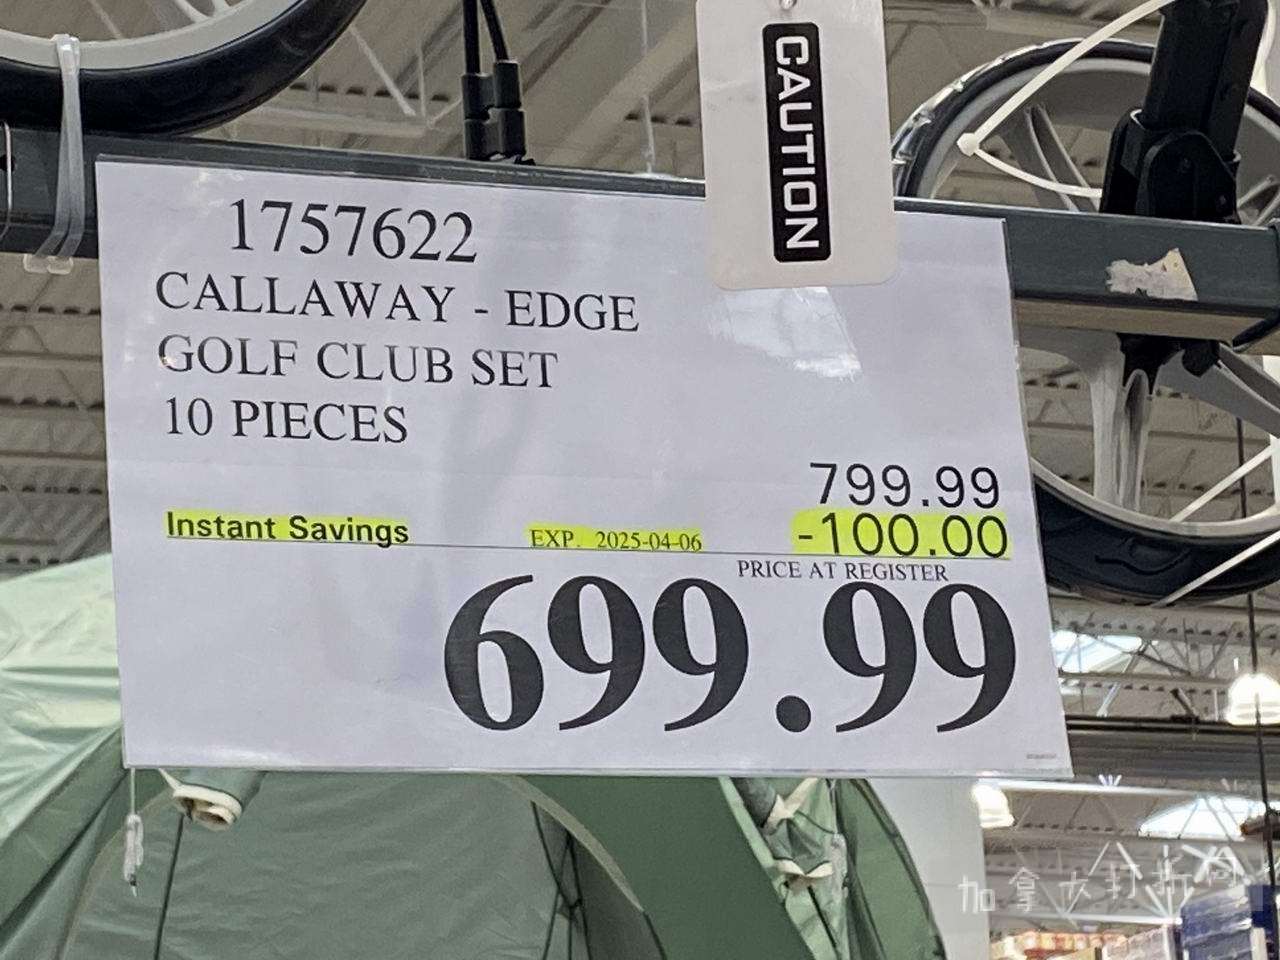 CAUTION
1757622
CALLAWAY - EDGE
GOLF CLUB SET
10 PIECES
799.99
Instant Savings EXP. 2025-04-06 -100.00
PRICE AT REGISTER
699.99
加拿大打折网